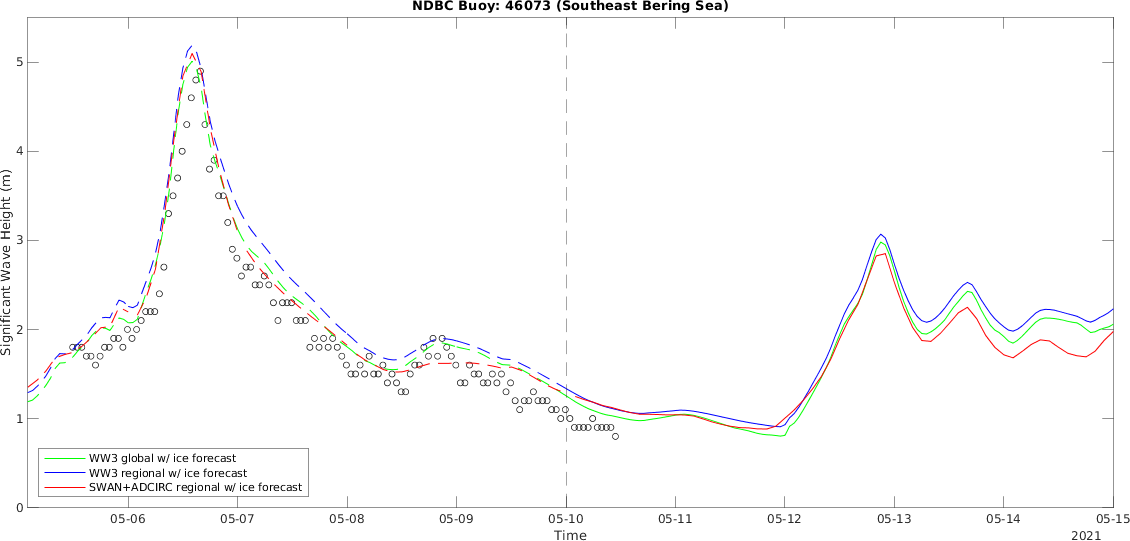 NDBC Buoy: 46073 (Southeast Bering Sea)
5
4
3
2
1
0
Significant Wave Height (m)
WW3 global w/ ice forecast
WW3 regional w/ ice forecast
SWAN+ADCIRC regional w/ ice forecast
05-06 05-07 05-08 05-09 05-10 05-11 05-12 05-13 05-14 05-15
Time
2021